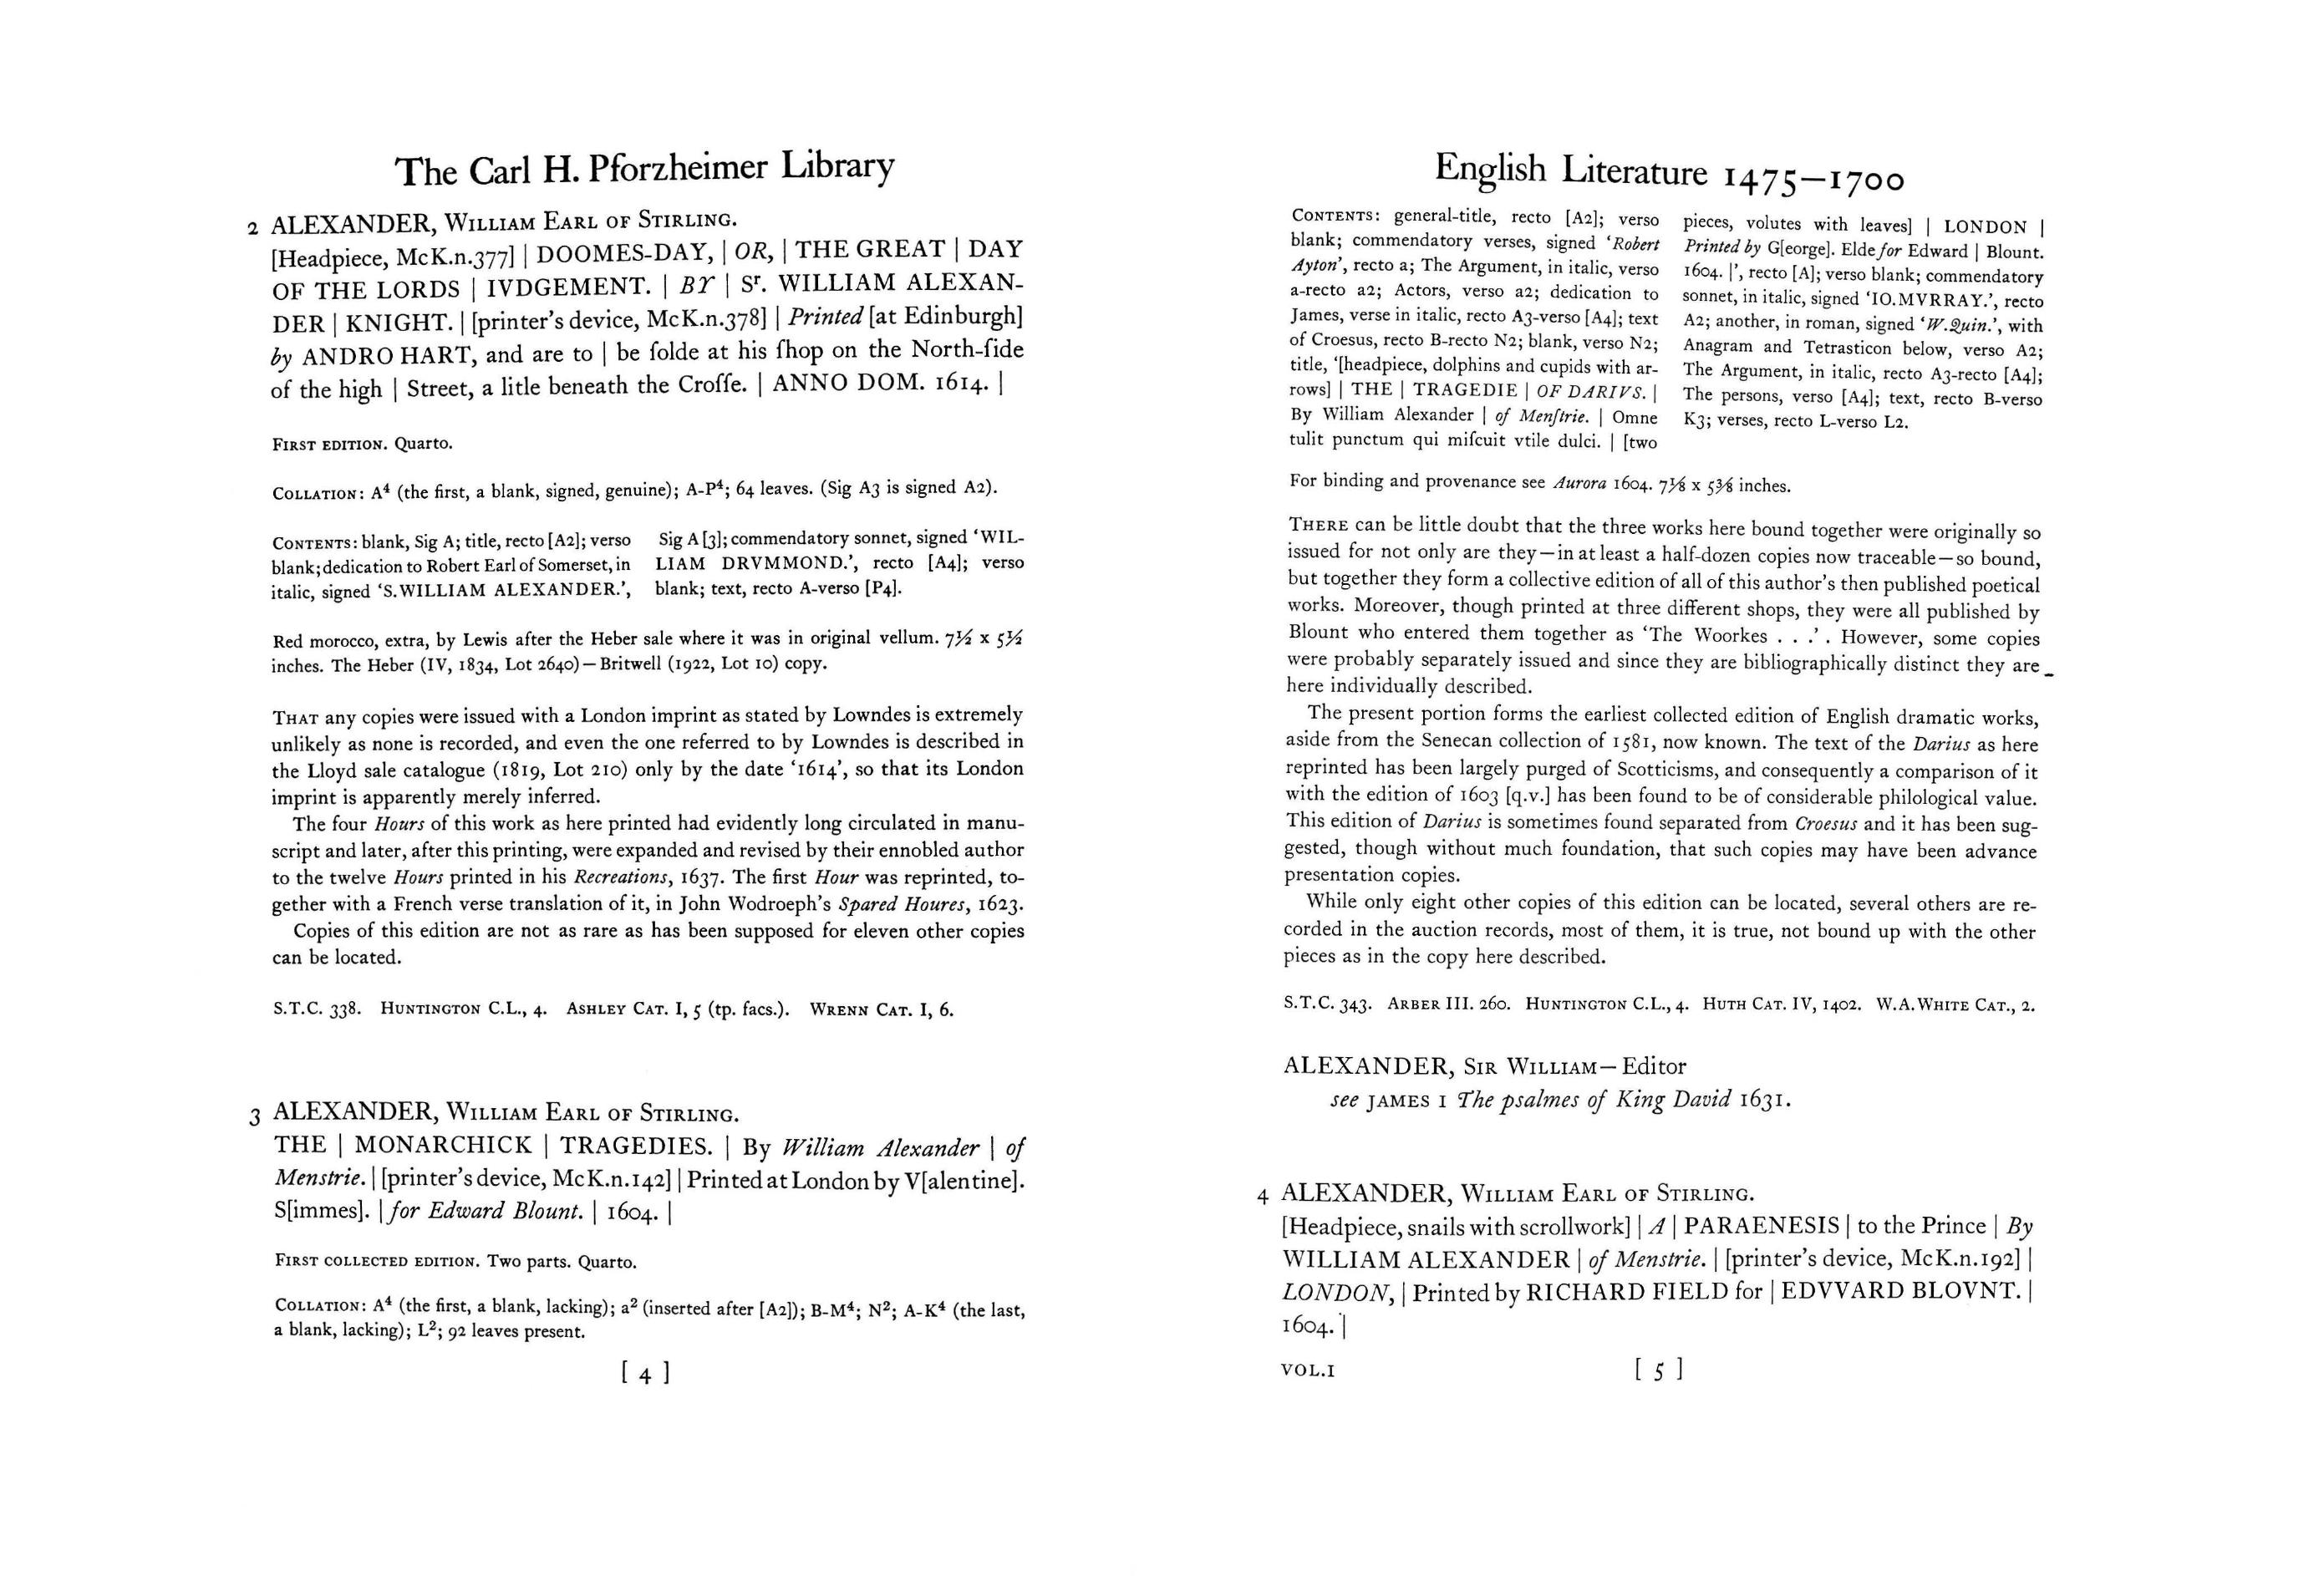 The Carl H. Pforzheimer Library
2 ALEXANDER, WILLIAM EARL OF STIRLING.
[Headpiece, McK.n.377] | DOOMES-DAY, | OR, | THE GREAT | DAY
OF THE LORDS | IVDGEMENT. | BY | Sʳ. WILLIAM ALEXAN-
DER | KNIGHT. | [printer's device, McK.n.378] | Printed [at Edinburgh]
by ANDRO HART, and are to | be ſolde at his ſhop on the North-ſide
of the high | Street, a litle beneath the Croſſe. | ANNO DOM. 1614. |
FIRST EDITION. Quarto.
COLLATION: A⁴ (the first, a blank, signed, genuine); A-P⁴; 64 leaves. (Sig A3 is signed A2).
CONTENTS: blank, Sig A; title, recto [A2]; verso
blank; dedication to Robert Earl of Somerset, in
italic, signed 'S.WILLIAM ALEXANDER.',
Sig A [3]; commendatory sonnet, signed 'WIL-
LIAM DRVMMOND.', recto [A4]; verso
blank; text, recto A-verso [P4].
Red morocco, extra, by Lewis after the Heber sale where it was in original vellum. 7½ x 5½
inches. The Heber (IV, 1834, Lot 2640)—Britwell (1922, Lot 10) copy.
THAT any copies were issued with a London imprint as stated by Lowndes is extremely
unlikely as none is recorded, and even the one referred to by Lowndes is described in
the Lloyd sale catalogue (1819, Lot 210) only by the date '1614', so that its London
imprint is apparently merely inferred.
The four Hours of this work as here printed had evidently long circulated in manu-
script and later, after this printing, were expanded and revised by their ennobled author
to the twelve Hours printed in his Recreations, 1637. The first Hour was reprinted, to-
gether with a French verse translation of it, in John Wodroeph's Spared Houres, 1623.
Copies of this edition are not as rare as has been supposed for eleven other copies
can be located.
S.T.C. 338. HUNTINGTON C.L., 4. ASHLEY CAT. I, 5 (tp. facs.). WRENN CAT. I, 6.
3 ALEXANDER, WILLIAM EARL OF STIRLING.
THE | MONARCHICK | TRAGEDIES. | By William Alexander | of
Menstrie. | [printer's device, McK.n.142] | Printed at London by V[alentine].
S[immes]. | for Edward Blount. | 1604. |
FIRST COLLECTED EDITION. Two parts. Quarto.
COLLATION: A⁴ (the first, a blank, lacking); a² (inserted after [A2]); B-M⁴; N²; A-K⁴ (the last,
a blank, lacking); L²; 92 leaves present.
[ 4 ]
English Literature 1475—1700
CONTENTS: general-title, recto [A2]; verso
blank; commendatory verses, signed 'Robert
Ayton', recto a; The Argument, in italic, verso
a-recto a2; Actors, verso a2; dedication to
James, verse in italic, recto A3-verso [A4]; text
of Croesus, recto B-recto N2; blank, verso N2;
title, '[headpiece, dolphins and cupids with ar-
rows] | THE | TRAGEDIE | OF DARIVS. |
By William Alexander | of Menſtrie. | Omne
tulit punctum qui miſcuit vtile dulci. | [two
pieces, volutes with leaves] | LONDON |
Printed by G[eorge]. Elde for Edward | Blount.
1604. |', recto [A]; verso blank; commendatory
sonnet, in italic, signed 'IO.MVRRAY.', recto
A2; another, in roman, signed 'W.Quin.', with
Anagram and Tetrasticon below, verso A2;
The Argument, in italic, recto A3-recto [A4];
The persons, verso [A4]; text, recto B-verso
K3; verses, recto L-verso L2.
For binding and provenance see Aurora 1604. 7⅛ x 5⅜ inches.
THERE can be little doubt that the three works here bound together were originally so
issued for not only are they—in at least a half-dozen copies now traceable—so bound,
but together they form a collective edition of all of this author's then published poetical
works. Moreover, though printed at three different shops, they were all published by
Blount who entered them together as 'The Woorkes . . .'. However, some copies
were probably separately issued and since they are bibliographically distinct they are
here individually described.
The present portion forms the earliest collected edition of English dramatic works,
aside from the Senecan collection of 1581, now known. The text of the Darius as here
reprinted has been largely purged of Scotticisms, and consequently a comparison of it
with the edition of 1603 [q.v.] has been found to be of considerable philological value.
This edition of Darius is sometimes found separated from Croesus and it has been sug-
gested, though without much foundation, that such copies may have been advance
presentation copies.
While only eight other copies of this edition can be located, several others are re-
corded in the auction records, most of them, it is true, not bound up with the other
pieces as in the copy here described.
S.T.C. 343. ARBER III. 260. HUNTINGTON C.L., 4. HUTH CAT. IV, 1402. W.A.WHITE CAT., 2.
ALEXANDER, SIR WILLIAM—Editor
see JAMES I The psalmes of King David 1631.
4 ALEXANDER, WILLIAM EARL OF STIRLING.
[Headpiece, snails with scrollwork] | A | PARAENESIS | to the Prince | By
WILLIAM ALEXANDER | of Menstrie. | [printer's device, McK.n.192] |
LONDON, | Printed by RICHARD FIELD for | EDVVARD BLOVNT. |
1604. |
VOL.I [ 5 ]